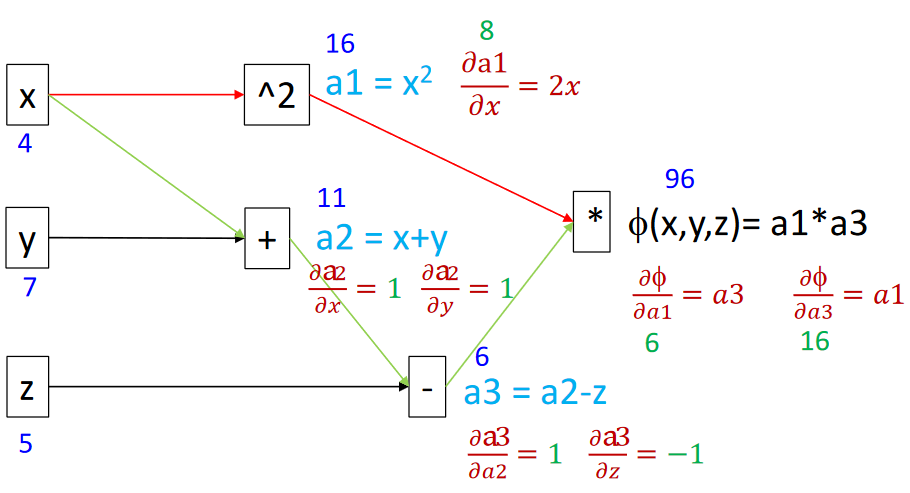 16
8
x
^2
a1 = x²
∂a1/∂x = 2x
4
11
96
y
+
a2 = x+y
*
ϕ(x,y,z)= a1*a3
7
∂a2/∂x = 1   ∂a2/∂y = 1
∂ϕ/∂a1 = a3   ∂ϕ/∂a3 = a1
6
16
6
z
-
a3 = a2-z
5
∂a3/∂a2 = 1   ∂a3/∂z = −1